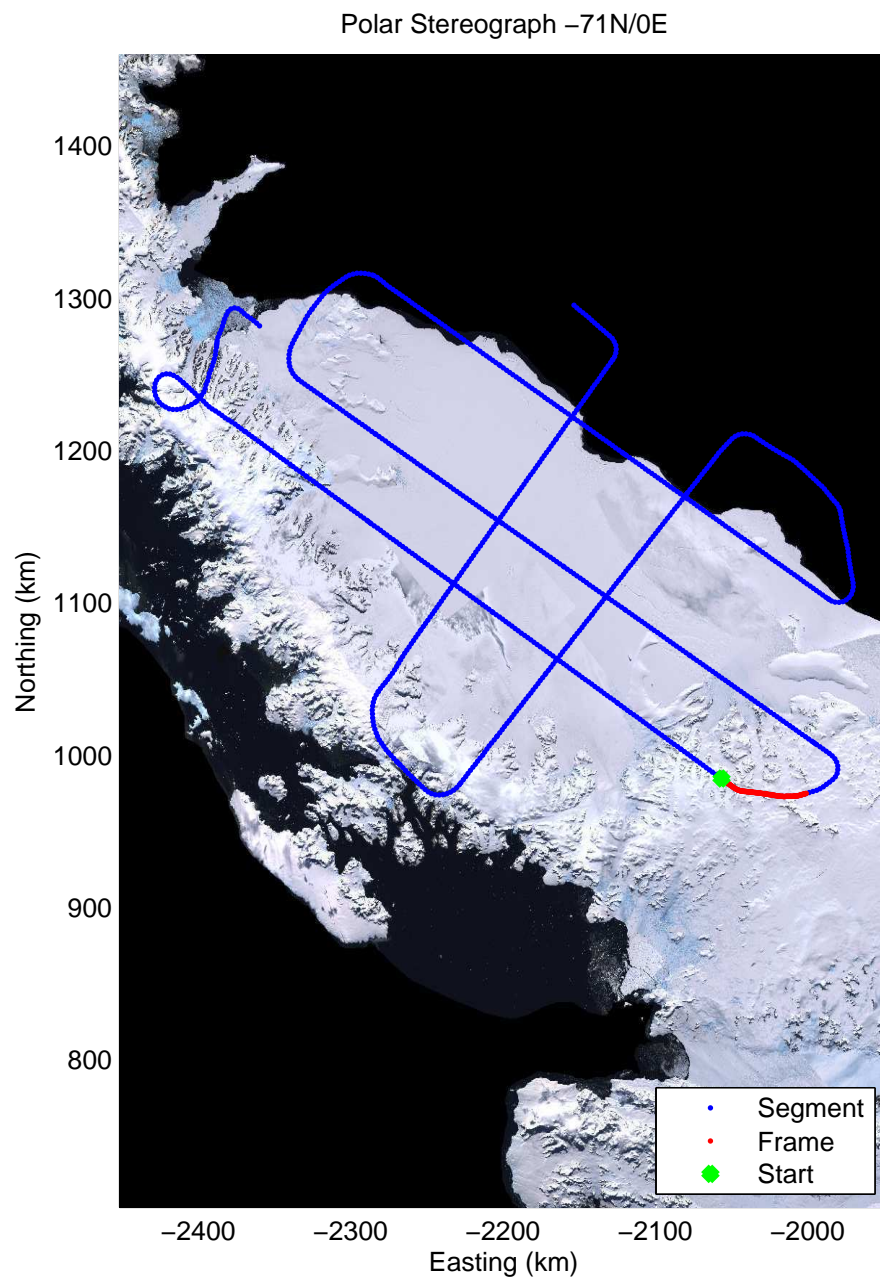 Polar Stereograph −71N/0E
1400
1300
1200
1100
1000
900
800
Northing (km)
−2400
−2300
−2200
−2100
−2000
Easting (km)
Segment
Frame
Start